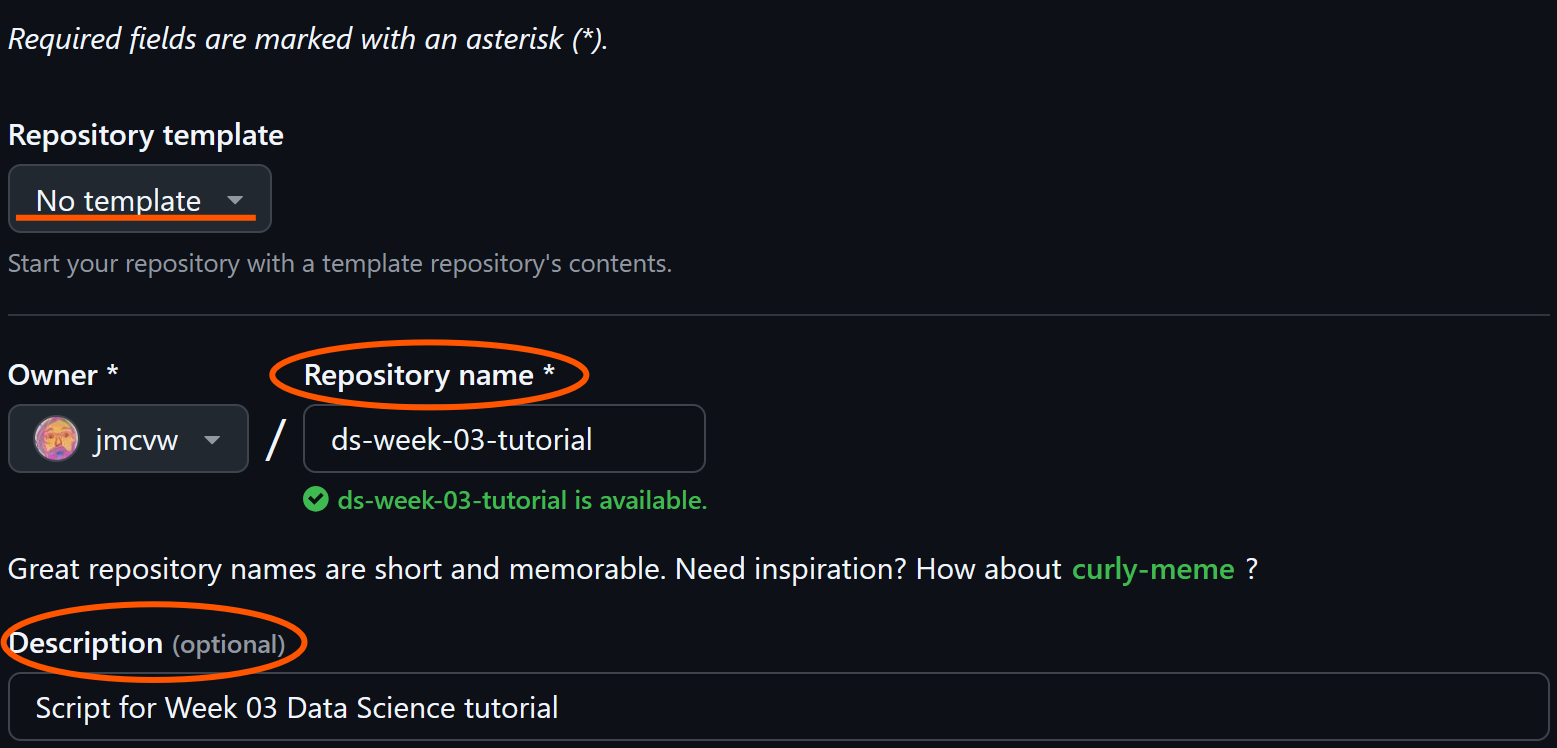 Required fields are marked with an asterisk (*).
Repository template
No template
Start your repository with a template repository's contents.
Owner *
Repository name *
jmcvw
/
ds-week-03-tutorial
ds-week-03-tutorial is available.
Great repository names are short and memorable. Need inspiration? How about curly-meme ?
Description (optional)
Script for Week 03 Data Science tutorial